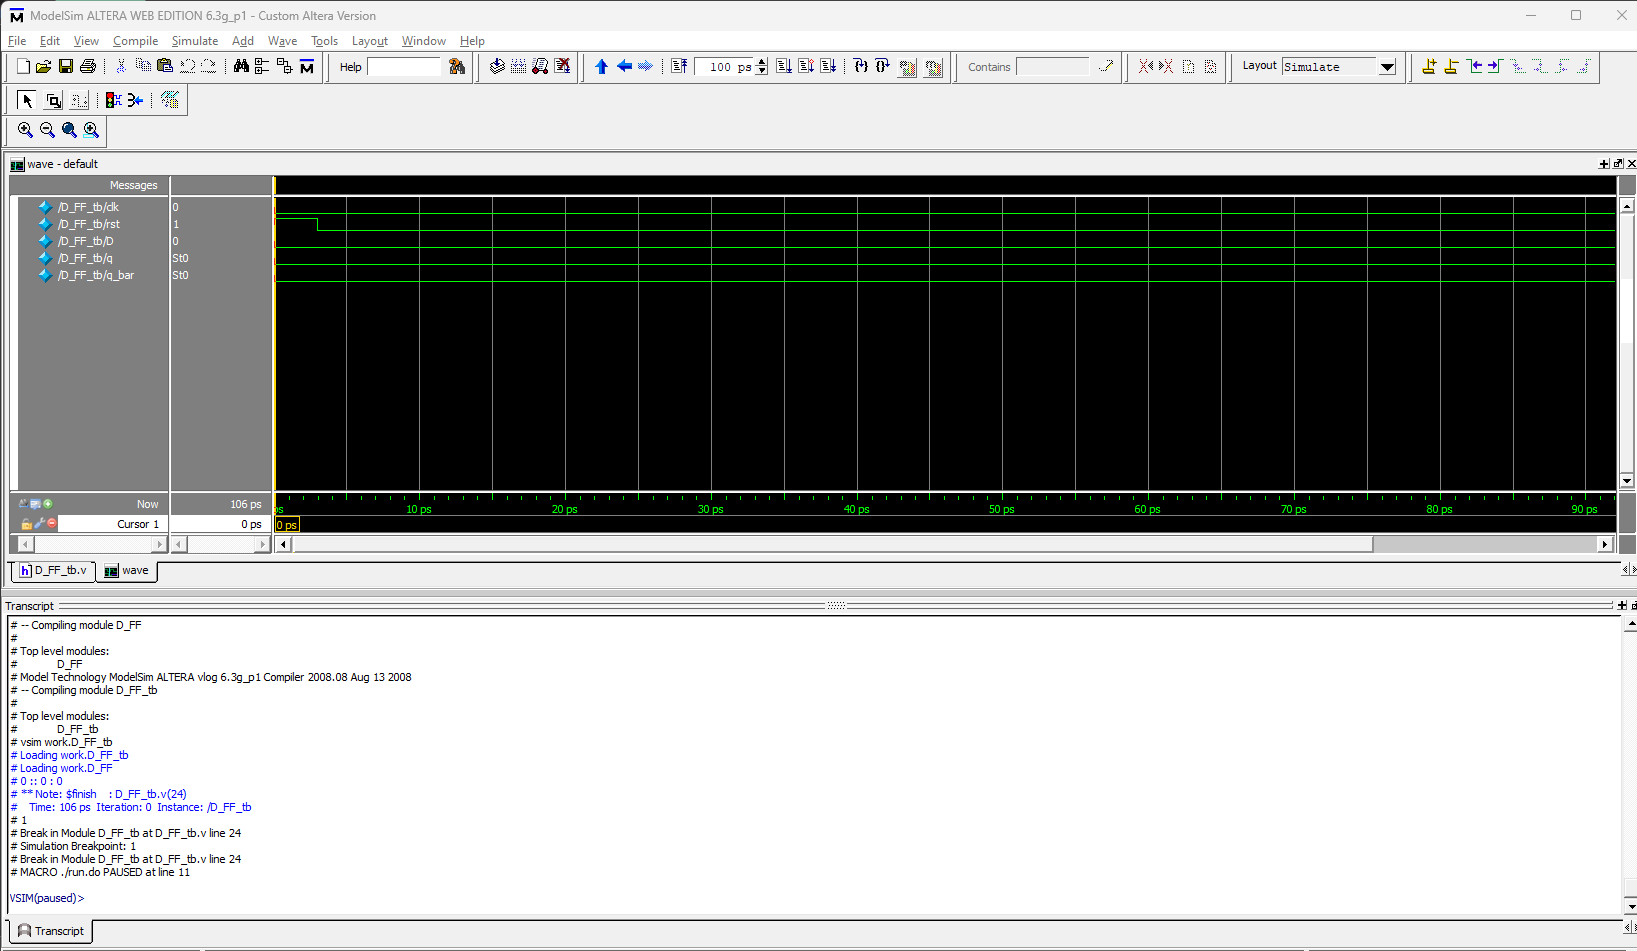 ModelSim ALTERA WEB EDITION 6.3g_p1 - Custom Altera Version
File Edit View Compile Simulate Add Wave Tools Layout Window Help
Help 100 ps Contains Layout Simulate
wave - default
Messages
/D_FF_tb/clk 0
/D_FF_tb/rst 1
/D_FF_tb/D 0
/D_FF_tb/q St0
/D_FF_tb/q_bar St0
Now 106 ps ps 10 ps 20 ps 30 ps 40 ps 50 ps 60 ps 70 ps 80 ps 90 ps
Cursor 1 0 ps 0 ps
D_FF_tb.v wave
Transcript
# -- Compiling module D_FF
#
# Top level modules:
# D_FF
# Model Technology ModelSim ALTERA vlog 6.3g_p1 Compiler 2008.08 Aug 13 2008
# -- Compiling module D_FF_tb
#
# Top level modules:
# D_FF_tb
# vsim work.D_FF_tb
# Loading work.D_FF_tb
# Loading work.D_FF
# 0 :: 0 : 0
# ** Note: $finish : D_FF_tb.v(24)
# Time: 106 ps Iteration: 0 Instance: /D_FF_tb
# 1
# Break in Module D_FF_tb at D_FF_tb.v line 24
# Simulation Breakpoint: 1
# Break in Module D_FF_tb at D_FF_tb.v line 24
# MACRO ./run.do PAUSED at line 11
VSIM(paused)>
Transcript